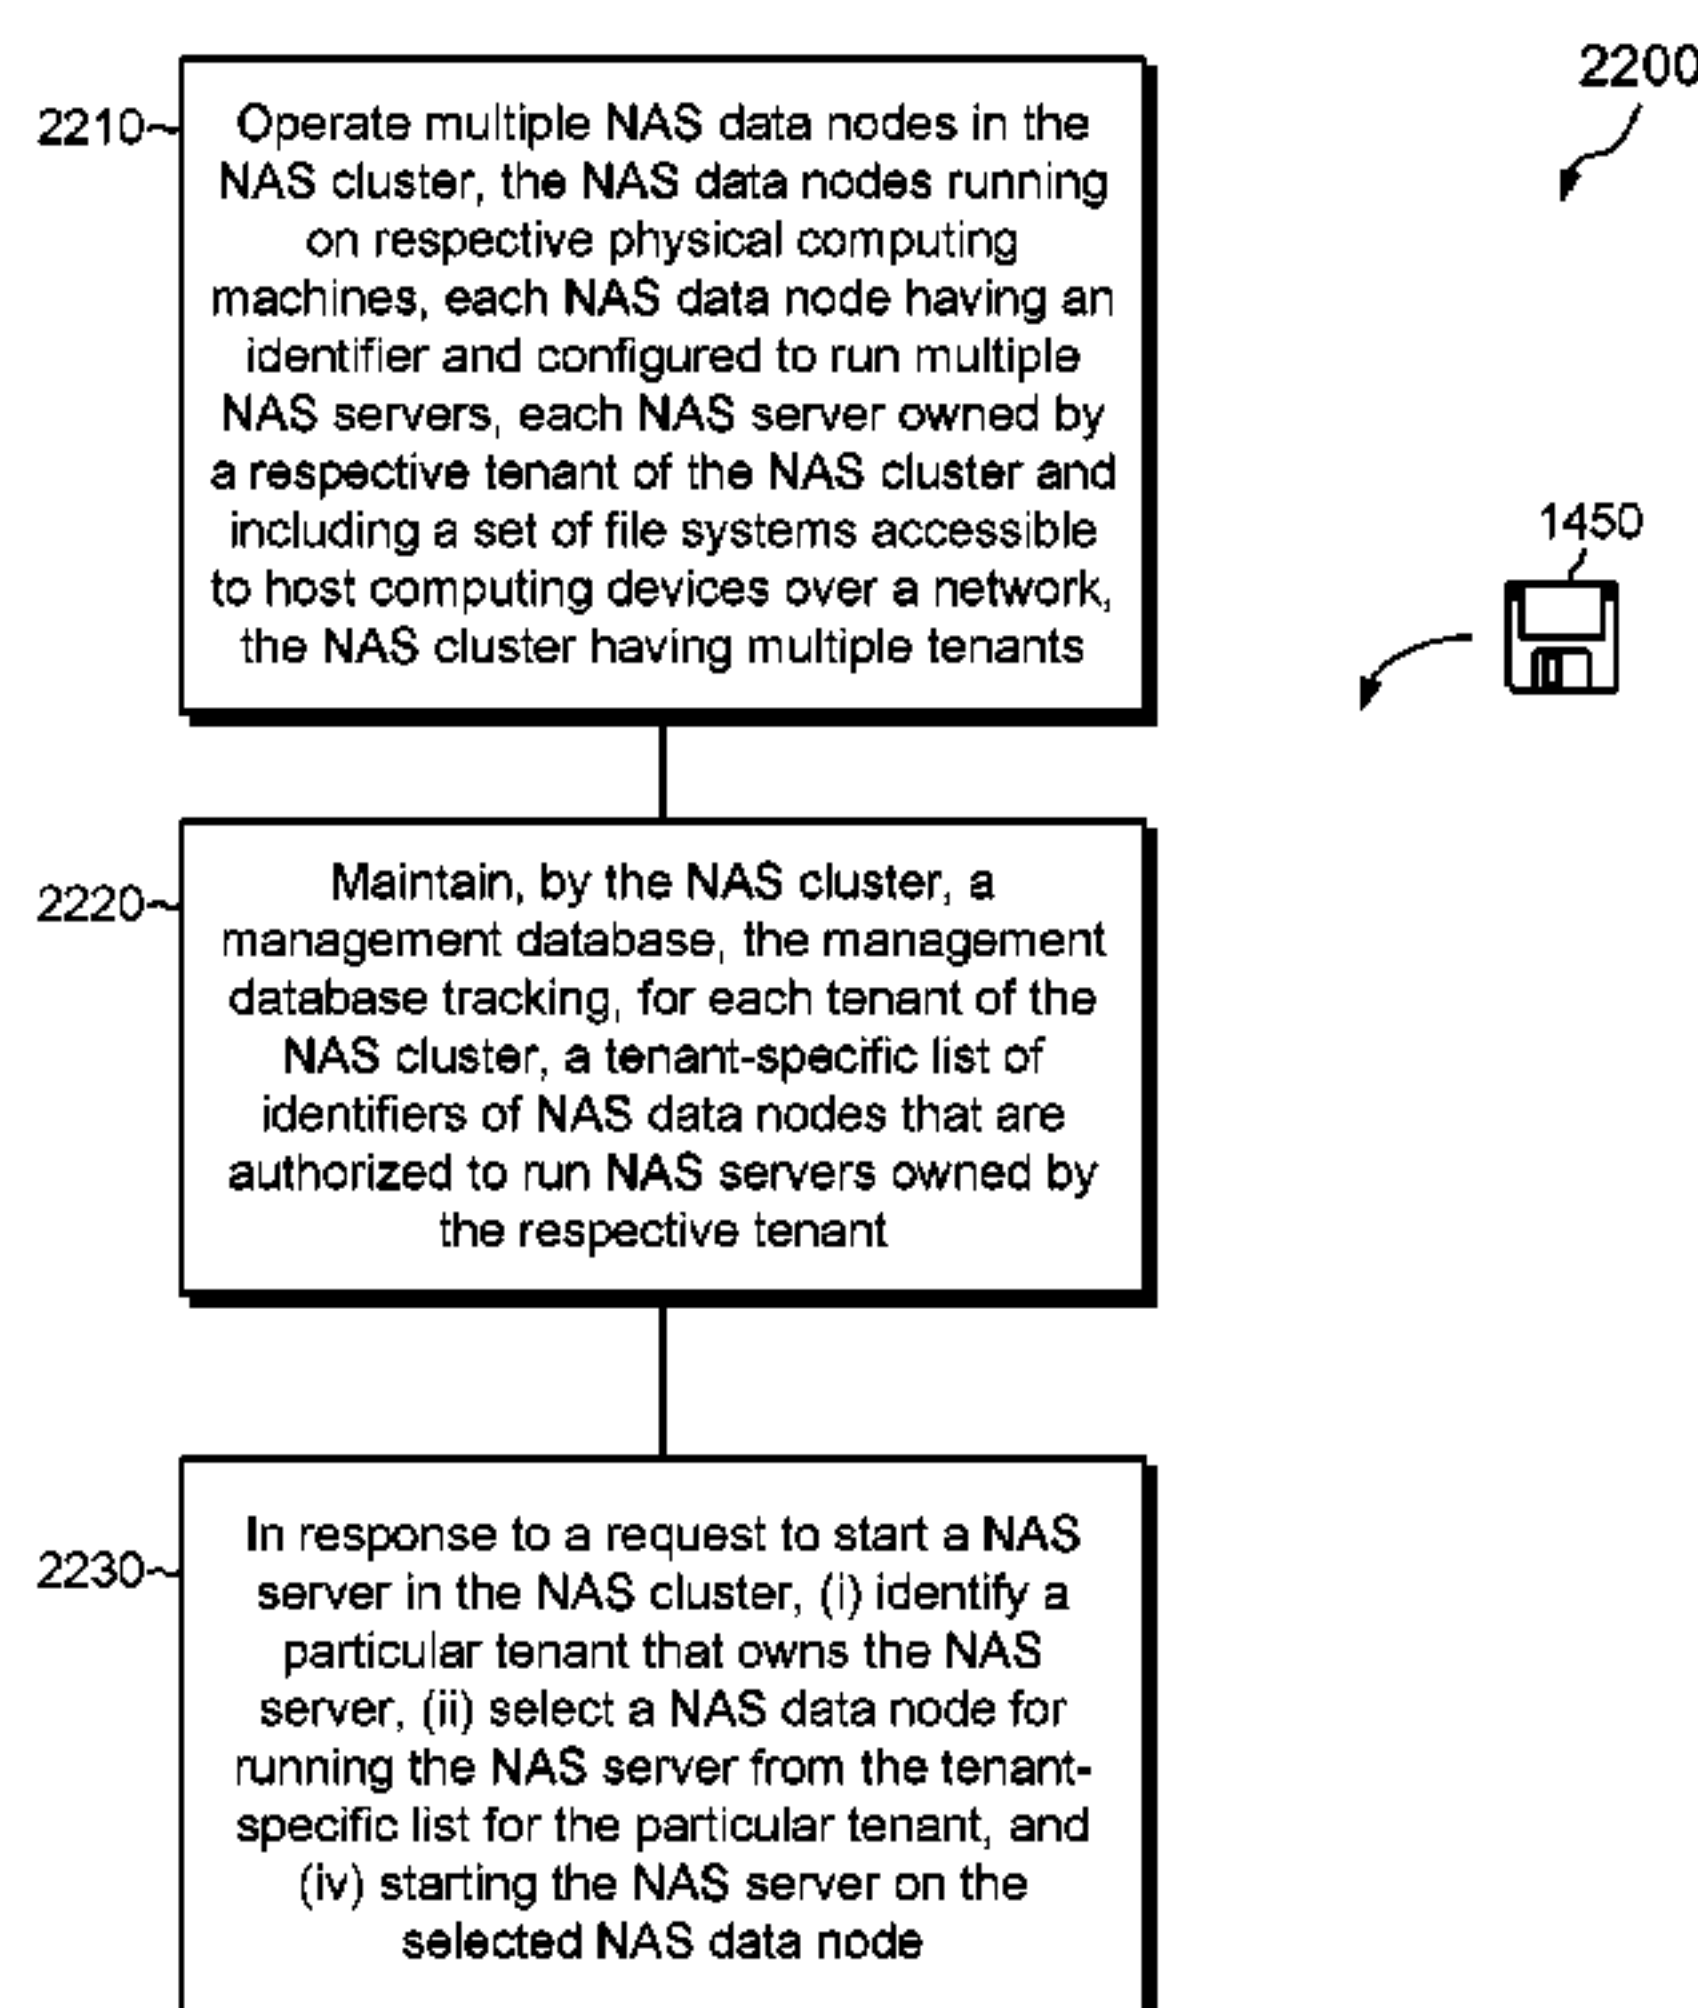 2200
2210
Operate multiple NAS data nodes in the
NAS cluster, the NAS data nodes running
on respective physical computing
machines, each NAS data node having an
identifier and configured to run multiple
NAS servers, each NAS server owned by
a respective tenant of the NAS cluster and
including a set of file systems accessible
to host computing devices over a network,
the NAS cluster having multiple tenants
1450
2220
Maintain, by the NAS cluster, a
management database, the management
database tracking, for each tenant of the
NAS cluster, a tenant-specific list of
identifiers of NAS data nodes that are
authorized to run NAS servers owned by
the respective tenant
2230
In response to a request to start a NAS
server in the NAS cluster, (i) identify a
particular tenant that owns the NAS
server, (ii) select a NAS data node for
running the NAS server from the tenant-
specific list for the particular tenant, and
(iv) starting the NAS server on the
selected NAS data node